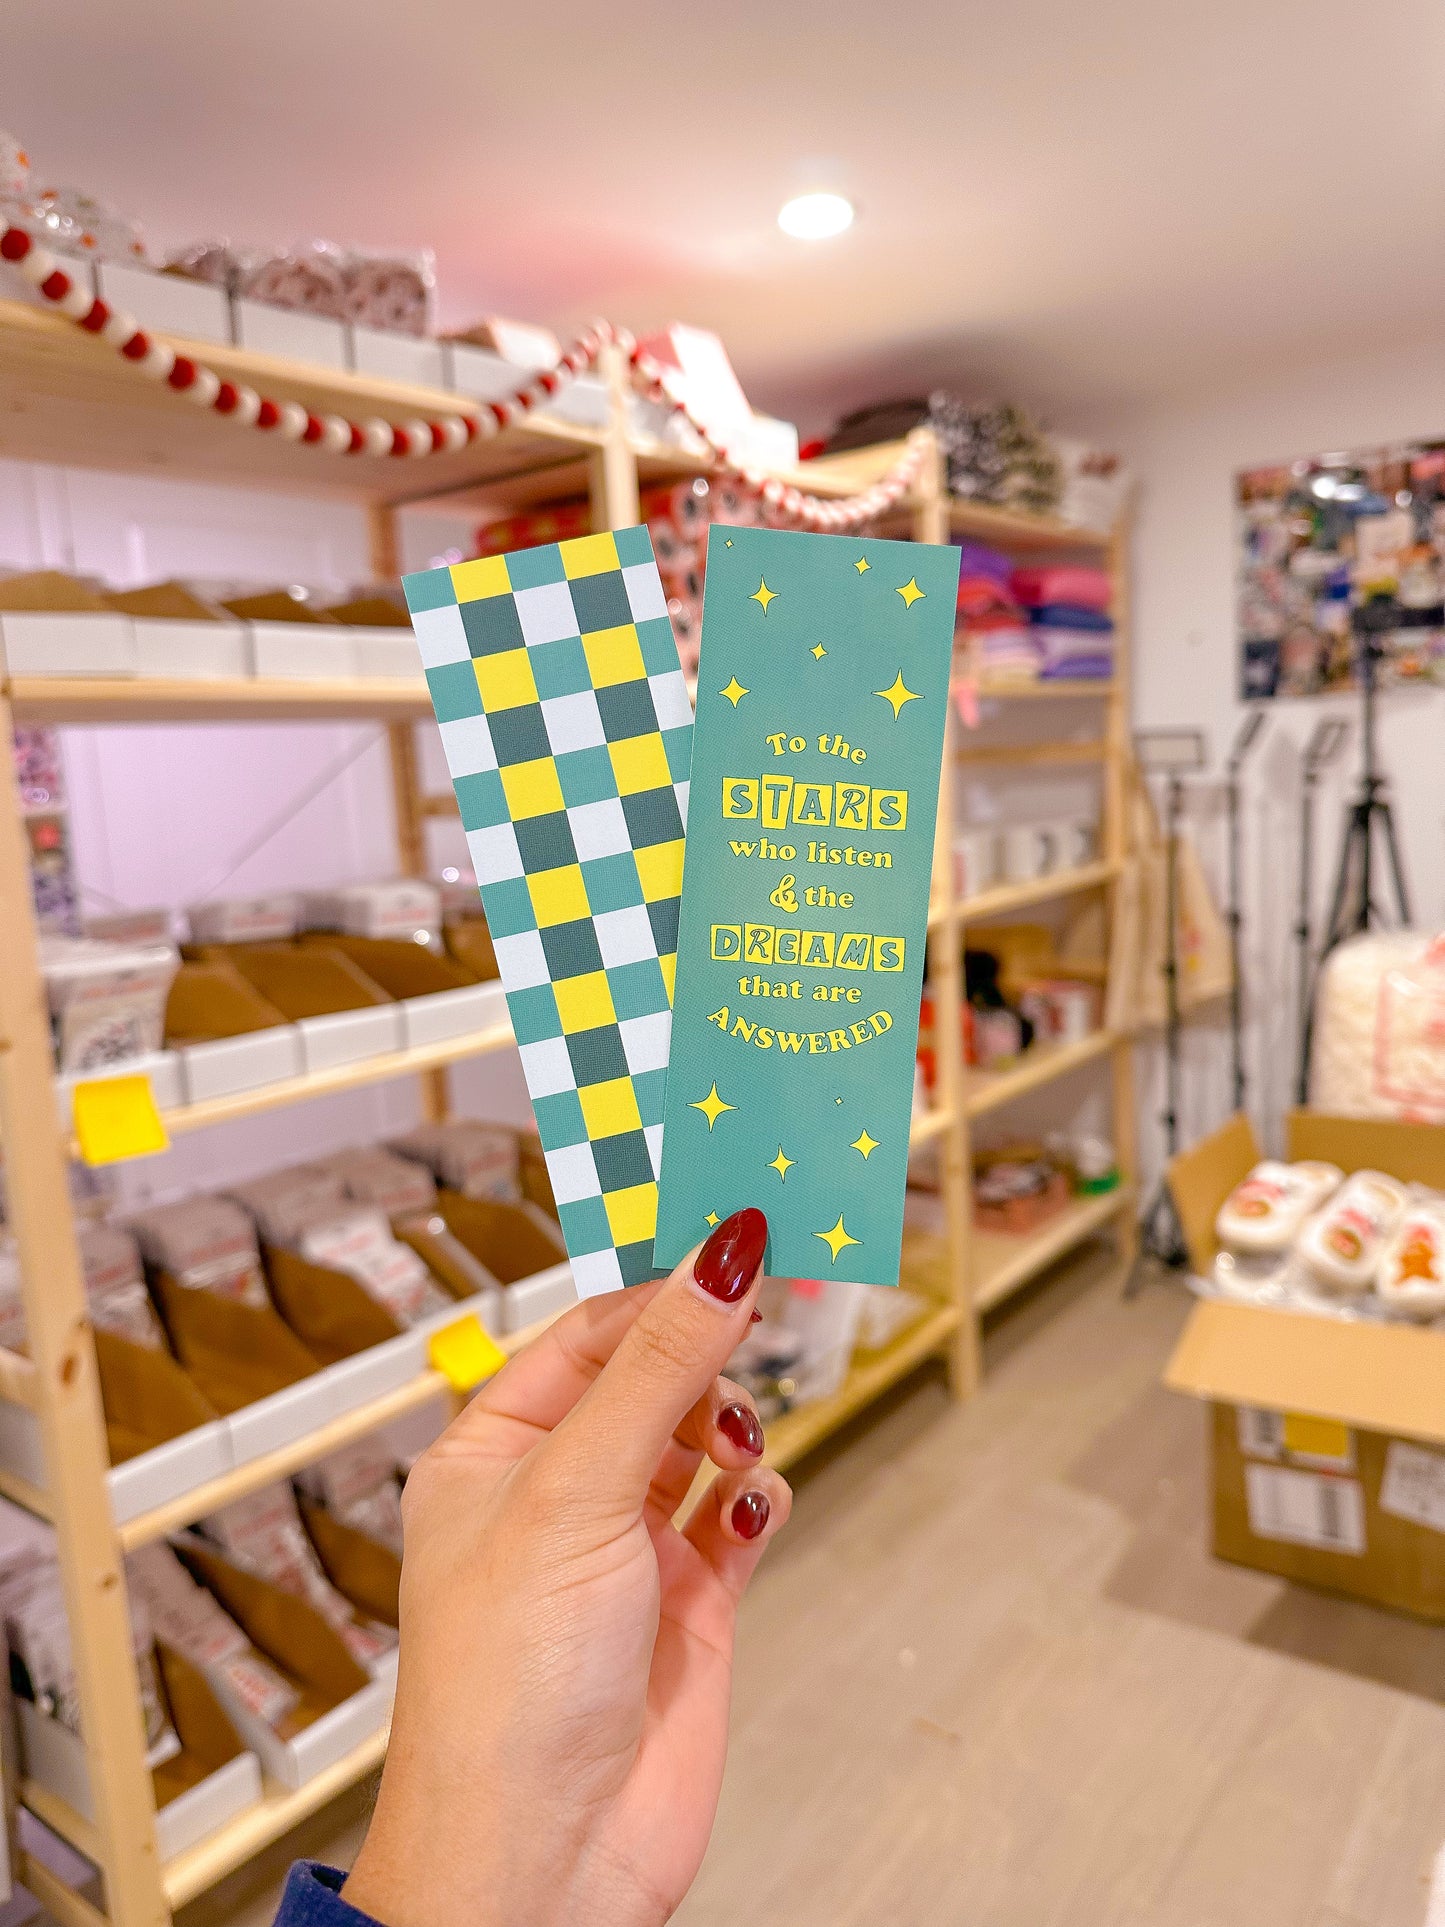 To the
STARS
who listen
& the
DREAMS
that are
ANSWERED